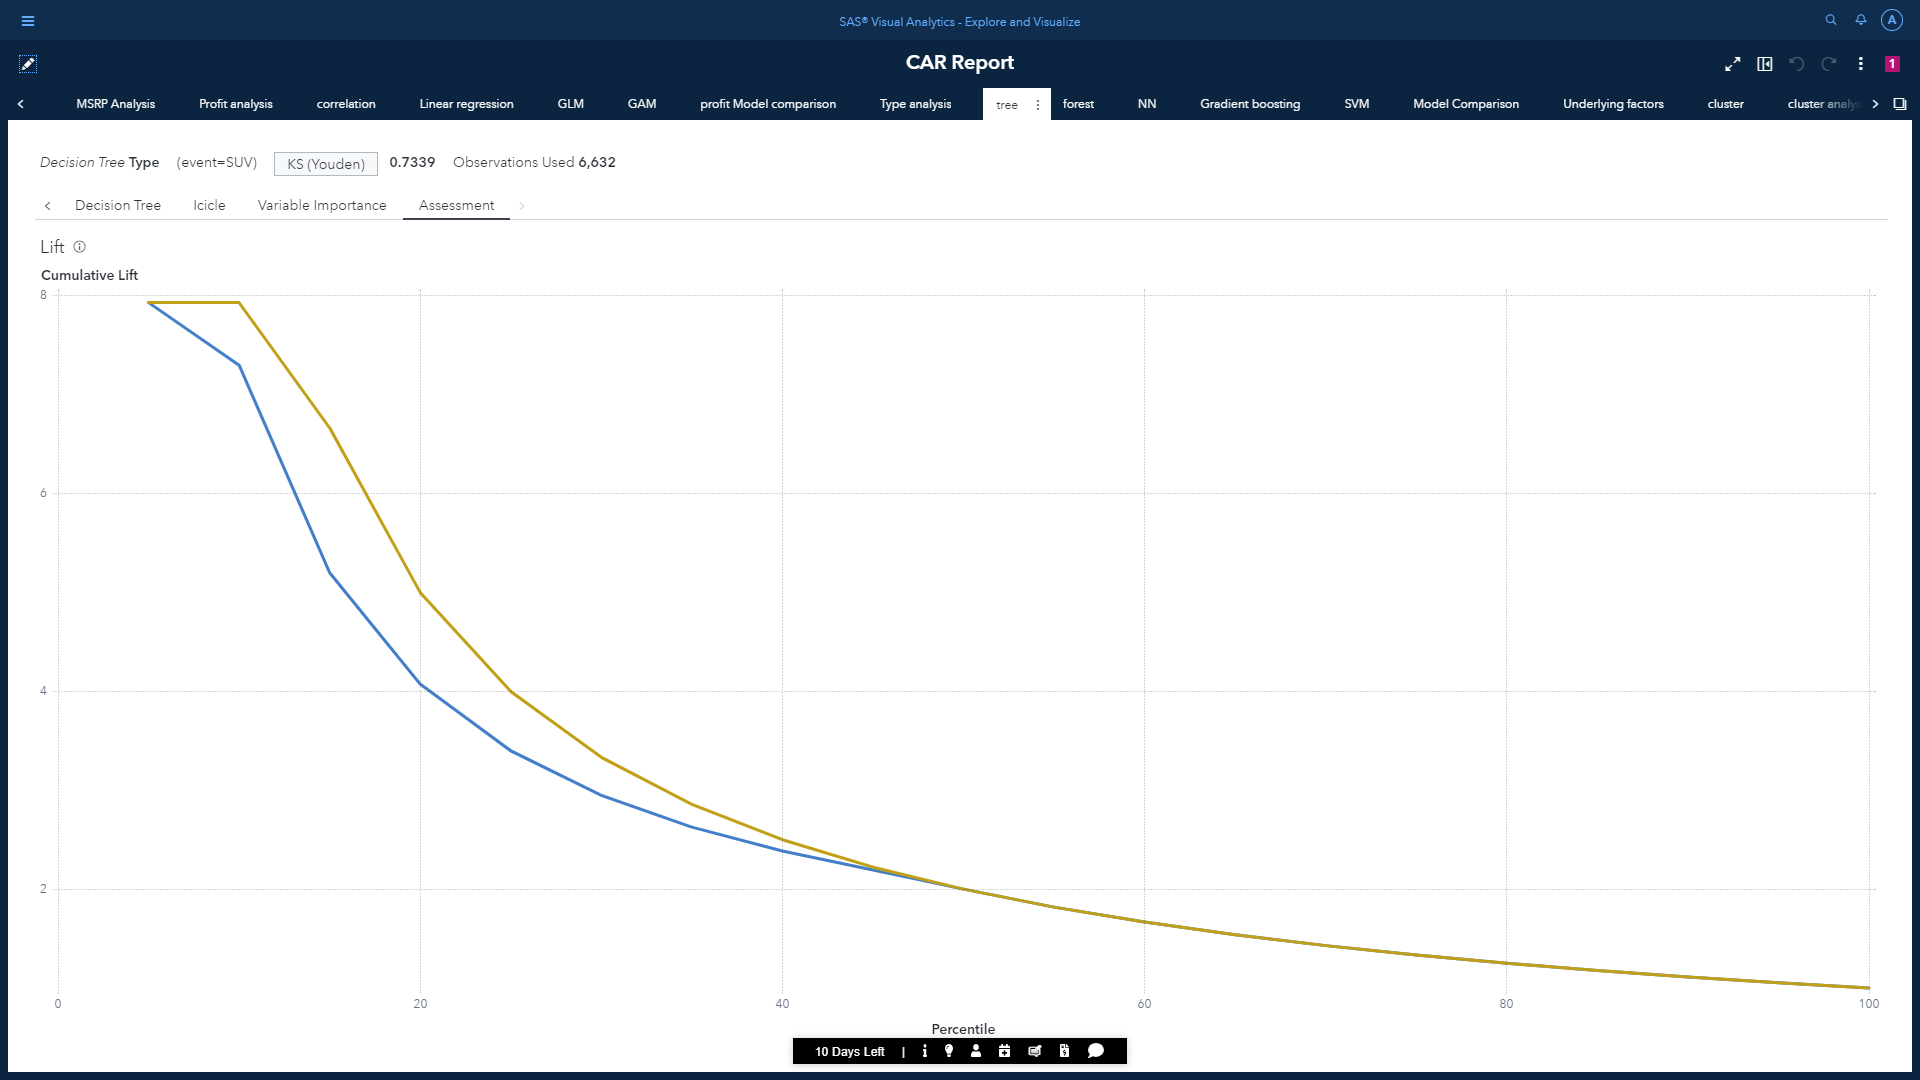 SAS® Visual Analytics - Explore and Visualize
A
CAR Report
1
MSRP Analysis Profit analysis correlation Linear regression GLM GAM profit Model comparison Type analysis tree forest NN Gradient boosting SVM Model Comparison Underlying factors cluster cluster analy
Decision Tree Type (event=SUV) KS (Youden) 0.7339 Observations Used 6,632
Decision Tree Icicle Variable Importance Assessment
Lift
Cumulative Lift
8
6
4
2
0 20 40 60 80 100
Percentile
10 Days Left |